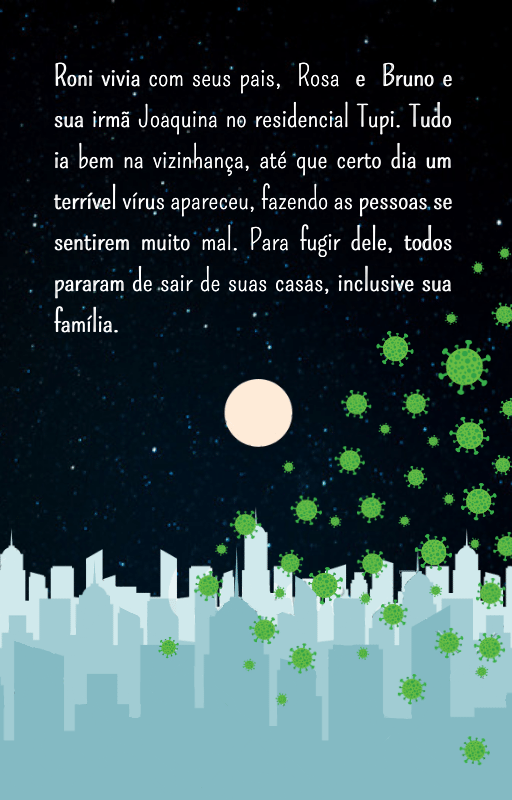 Roni vivia com seus pais, Rosa e Bruno e
sua irmã Joaquina no residencial Tupi. Tudo
ia bem na vizinhança, até que certo dia um
terrível vírus apareceu, fazendo as pessoas se
sentirem muito mal. Para fugir dele, todos
pararam de sair de suas casas, inclusive sua
família.